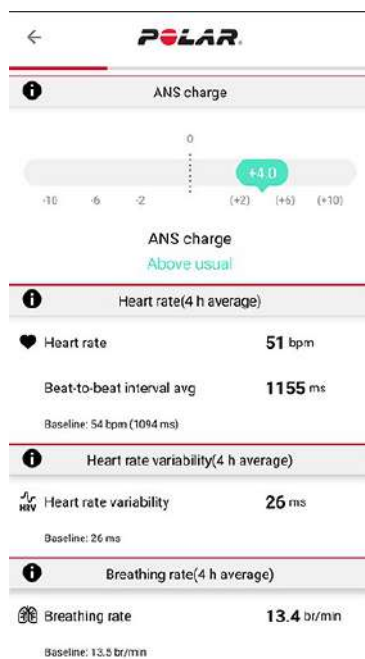 POLAR.
ANS charge
0
+4.0
-10 -6 -2 (+2) (+6) (+10)
ANS charge
Above usual
Heart rate(4 h average)
Heart rate 51 bpm
Beat-to-beat interval avg 1155 ms
Baseline: 54 bpm (1094 ms)
Heart rate variability(4 h average)
HRV Heart rate variability 26 ms
Baseline: 26 ms
Breathing rate(4 h average)
Breathing rate 13.4 br/min
Baseline: 13.5 br/min